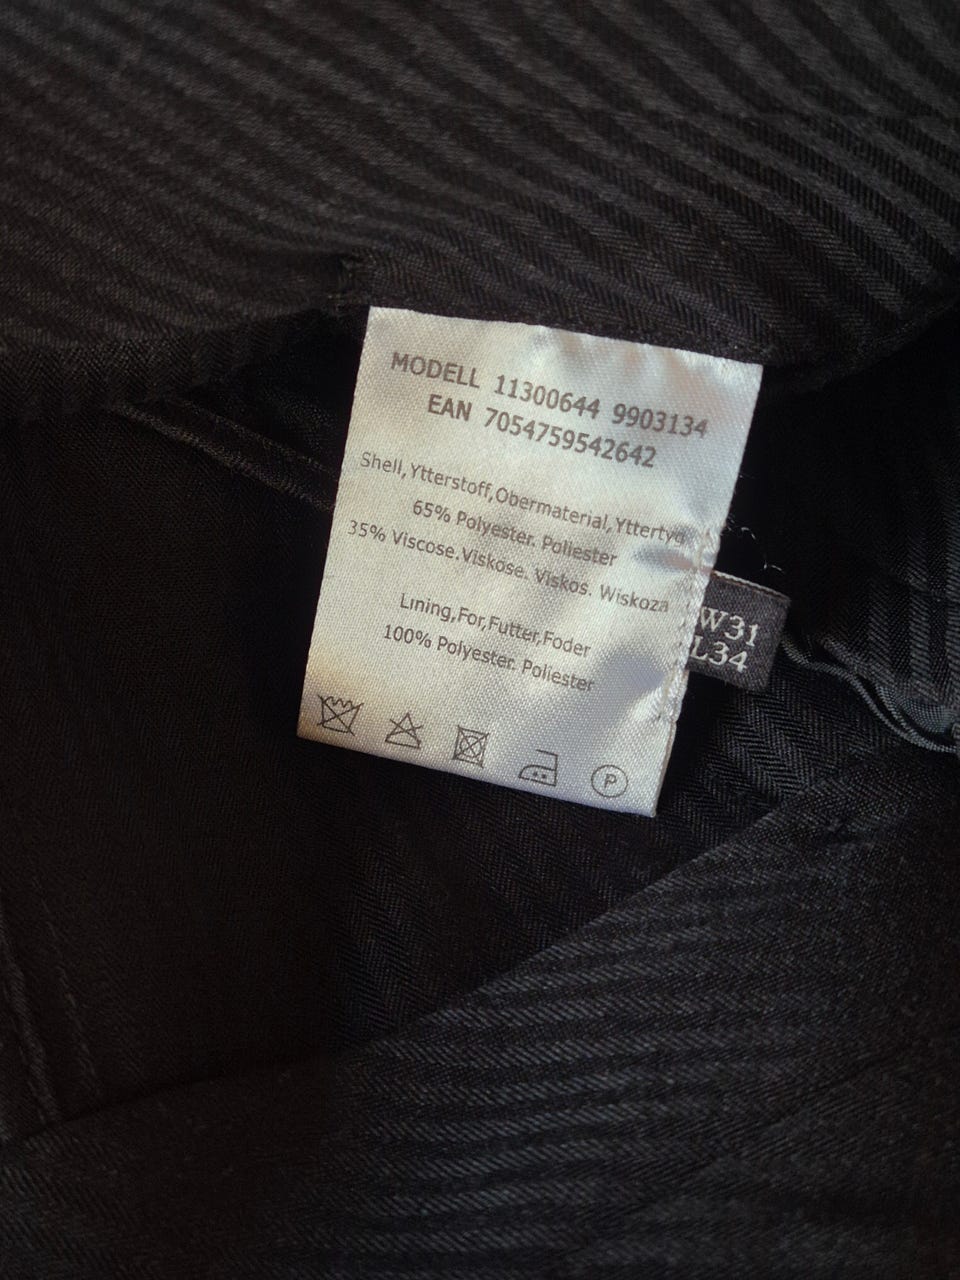 MODELL 11300644 9903134
EAN 7054759542642
Shell,Ytterstoff,Obermaterial,Yttertyg
65% Polyester. Poliester
35% Viscose.Viskose. Viskos. Wiskoza
Lining,For,Futter,Foder
100% Polyester. Poliester
P
W31
L34